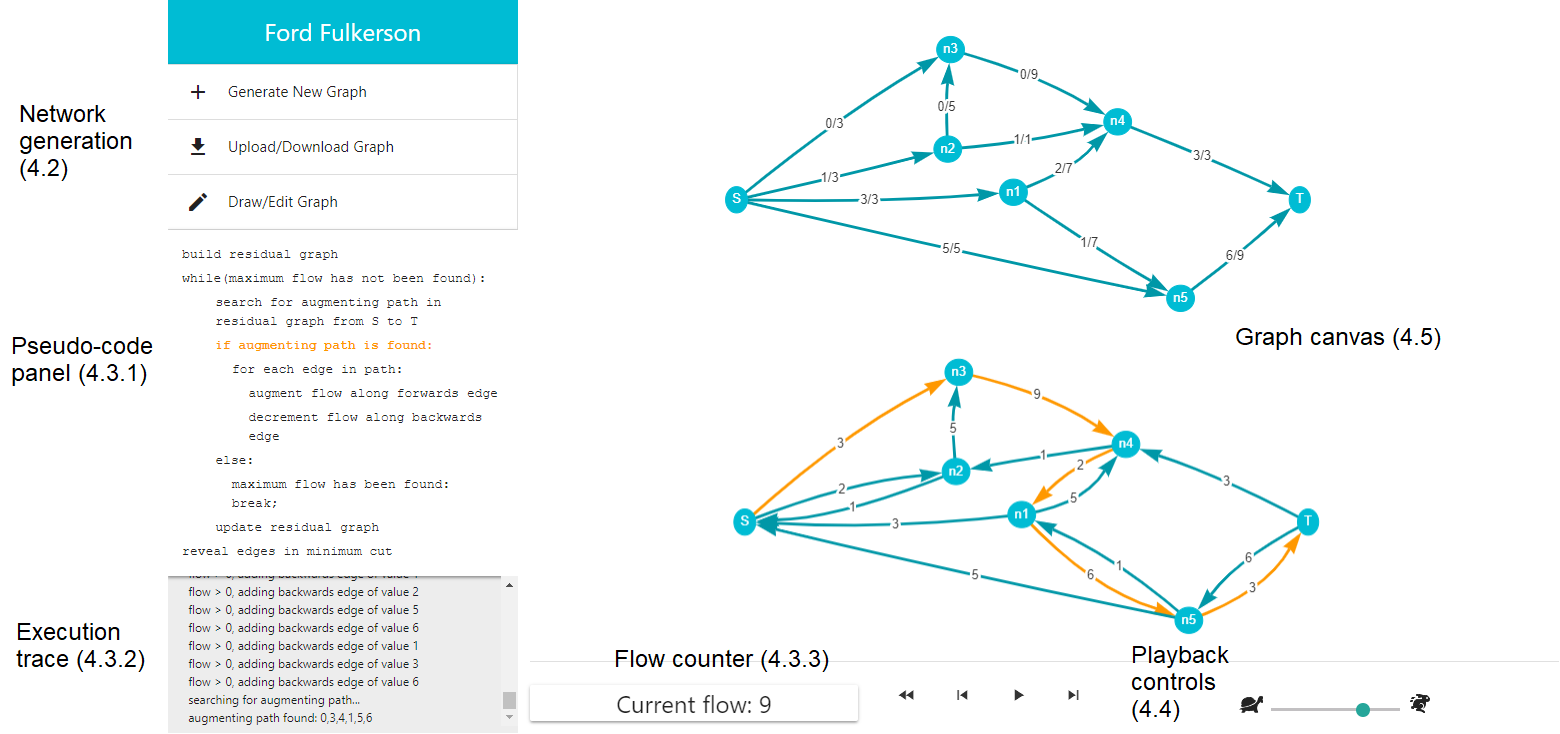 Ford Fulkerson
Generate New Graph
Upload/Download Graph
Draw/Edit Graph
Network
generation
(4.2)
build residual graph
while(maximum flow has not been found):
search for augmenting path in
residual graph from S to T
if augmenting path is found:
for each edge in path:
augment flow along forwards edge
decrement flow along backwards
edge
else:
maximum flow has been found:
break;
update residual graph
reveal edges in minimum cut
Pseudo-code
panel (4.3.1)
flow > 0, adding backwards edge of value
flow > 0, adding backwards edge of value 2
flow > 0, adding backwards edge of value 5
flow > 0, adding backwards edge of value 6
flow > 0, adding backwards edge of value 1
flow > 0, adding backwards edge of value 3
flow > 0, adding backwards edge of value 6
searching for augmenting path...
augmenting path found: 0,3,4,1,5,6
Execution
trace (4.3.2)
n3
0/9
0/5
n4
0/3
1/1
n2
3/3
2/7
1/3
n1
S
3/3
T
1/7
5/5
6/9
n5
Graph canvas (4.5)
n3
9
5
3
n4
1
2
n2
3
2
5
1
n1
S
3
T
6
1
5
6
3
n5
Flow counter (4.3.3)
Current flow: 9
Playback
controls
(4.4)